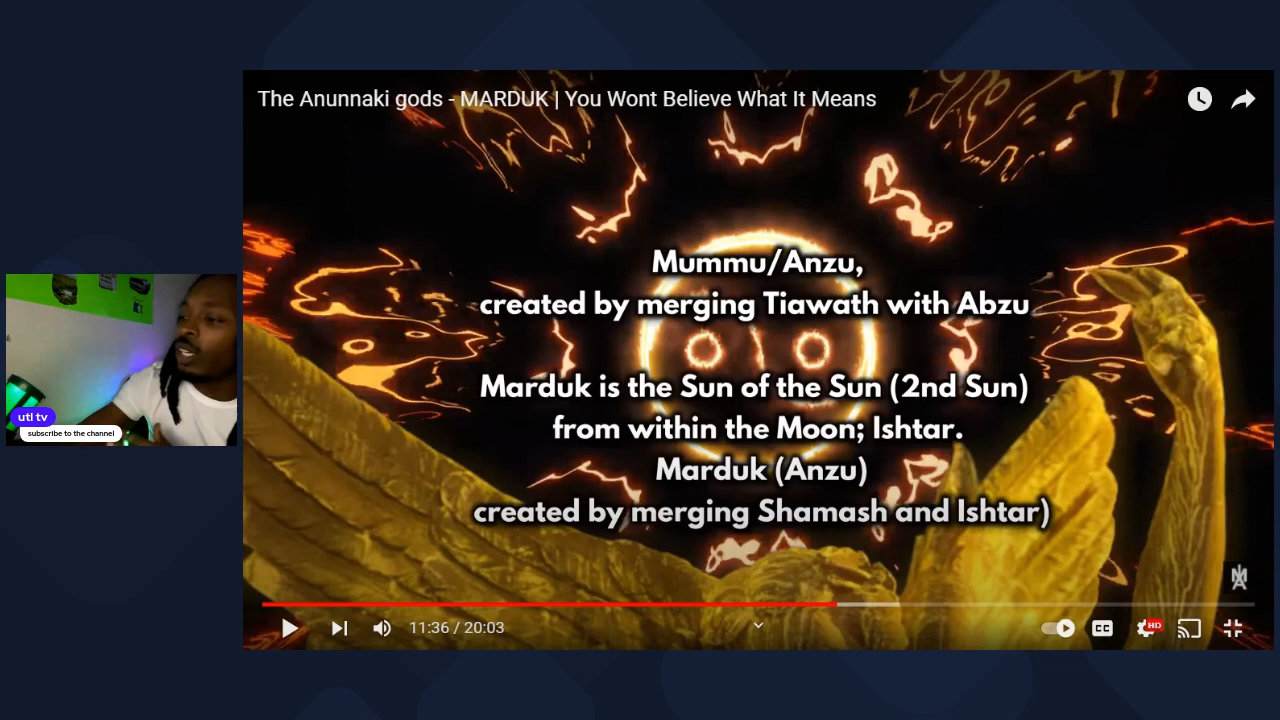 The Anunnaki gods - MARDUK | You Wont Believe What It Means
Mummu/Anzu,
created by merging Tiawath with Abzu
Marduk is the Sun of the Sun (2nd Sun)
from within the Moon; Ishtar.
Marduk (Anzu)
created by merging Shamash and Ishtar)
utl tv
subscribe to the channel
MA
11:36 / 20:03
CC
HD